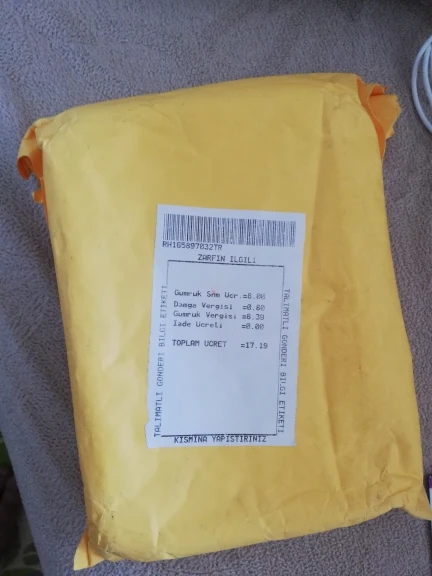 RH165897032TR
ZARFIN ILGILI
Gumruk Snm Ucr.=8.00
Damga Vergisi =0.80
Gumruk Vergisi =8.39
Iade Ucreti =0.00
TOPLAM UCRET =17.19
TALIMATLI GONDERI BILGI ETIKETI
TALIMATLI GONDERI BILGI ETIKETI
KISMINA YAPISTIRINIZ